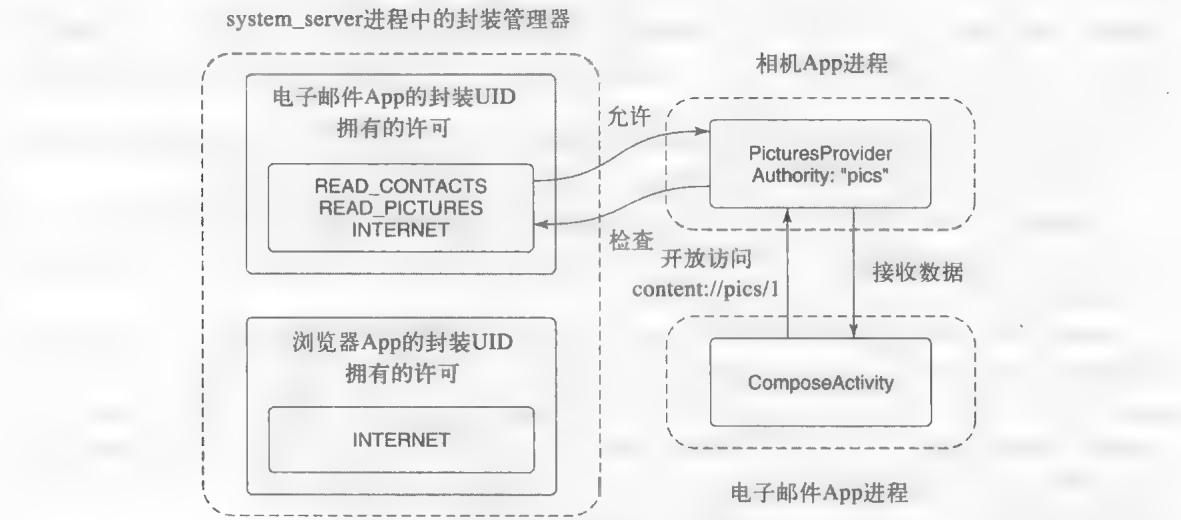 system_server进程中的封装管理器
电子邮件App的封装UID
拥有的许可
READ_CONTACTS
READ_PICTURES
INTERNET
浏览器App的封装UID
拥有的许可
INTERNET
允许
检查
相机App进程
PicturesProvider
Authority: "pics"
开放访问
content://pics/1
接收数据
ComposeActivity
电子邮件App进程